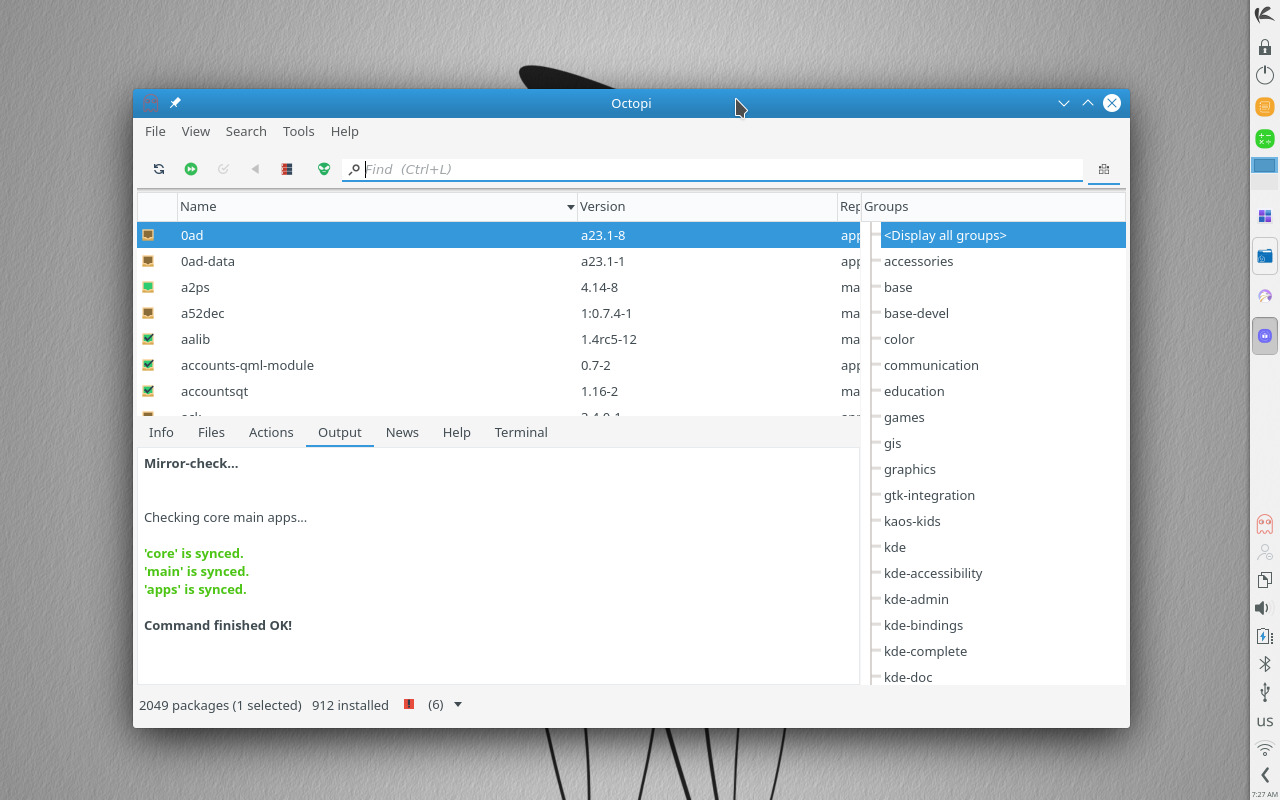 Octopi
File View Search Tools Help
Find (Ctrl+L)
Name Version Rep Groups
0ad a23.1-8 app <Display all groups>
0ad-data a23.1-1 app accessories
a2ps 4.14-8 ma base
a52dec 1:0.7.4-1 ma base-devel
aalib 1.4rc5-12 ma color
accounts-qml-module 0.7-2 app communication
accountsqt 1.16-2 ma education
games
Info Files Actions Output News Help Terminal
gis
Mirror-check...
graphics
gtk-integration
Checking core main apps...
kaos-kids
kde
'core' is synced.
'main' is synced.
kde-accessibility
'apps' is synced.
kde-admin
Command finished OK!
kde-bindings
kde-complete
kde-doc
2049 packages (1 selected) 912 installed (6)
us
7:27 AM